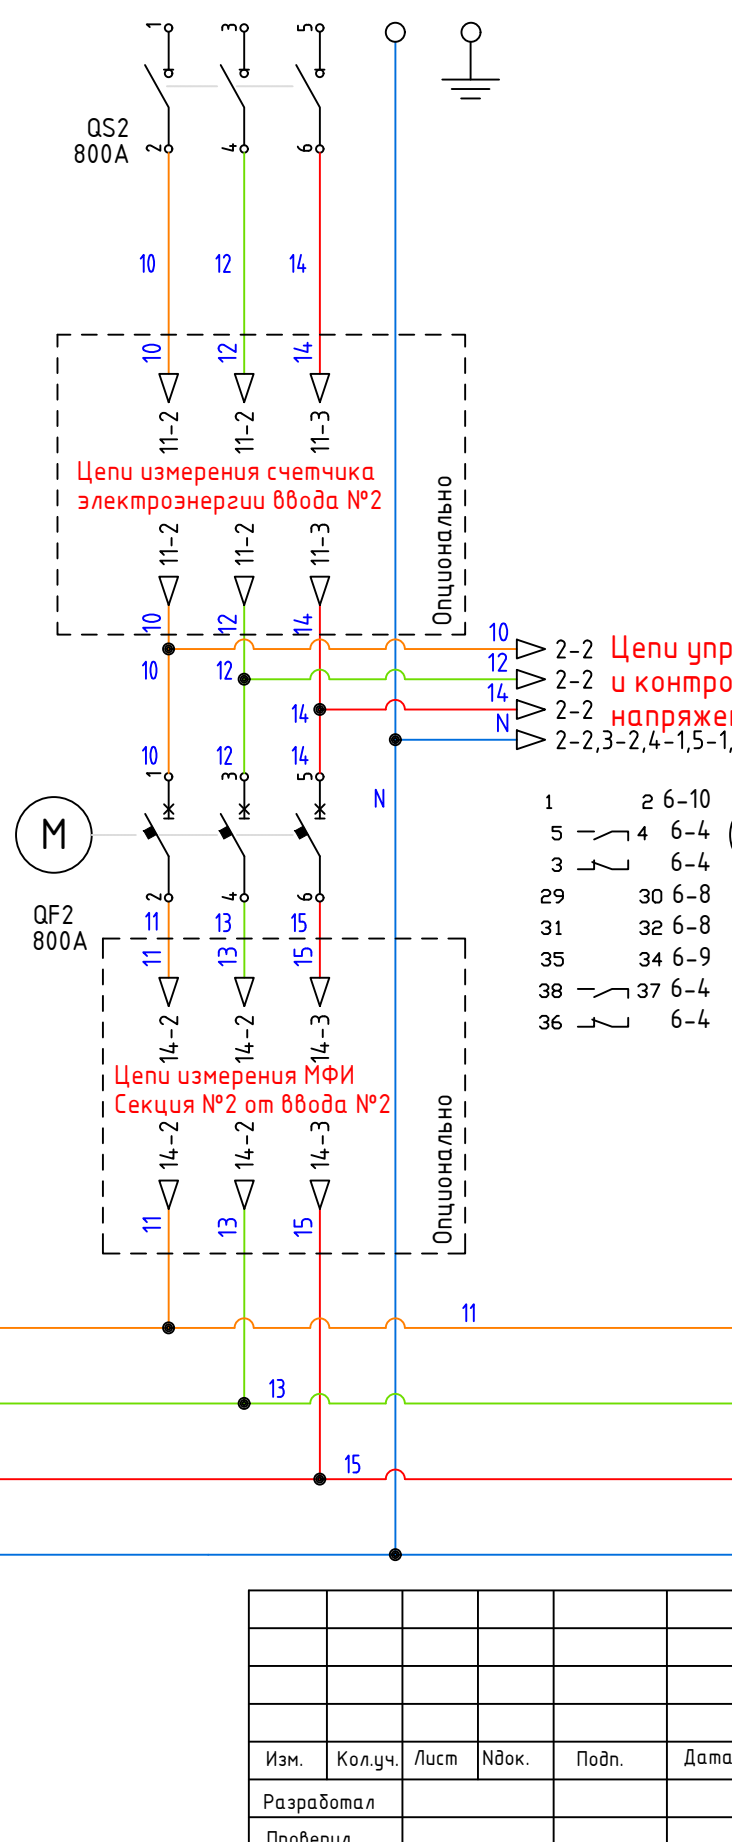 1 3 5
QS2
800A
2 4 6
10 12 14
10 12 14
11-2 11-2 11-3
Цепи измерения счетчика
электроэнергии ввода №2
Опционально
11-2 11-2 11-3
10 12 14
10 2-2 Цепи упр
10 12
12 2-2 и контро
14 2-2 напряже
14
N 2-2,3-2,4-1,5-1,
10 12 14
1 3 5
N
M
1 2 6-10
5 4 6-4
3 6-4
29 30 6-8
31 32 6-8
35 34 6-9
38 37 6-4
36 6-4
2 4 6
QF2
800A
11 13 15
11 13 15
14-2 14-2 14-3
Цепи измерения МФИ
Секция №2 от ввода №2
Опционально
14-2 14-2 14-3
11 13 15
11
13
15
Изм. Кол.уч. Лист Nдок. Подп. Дата
Разработал
Проверил